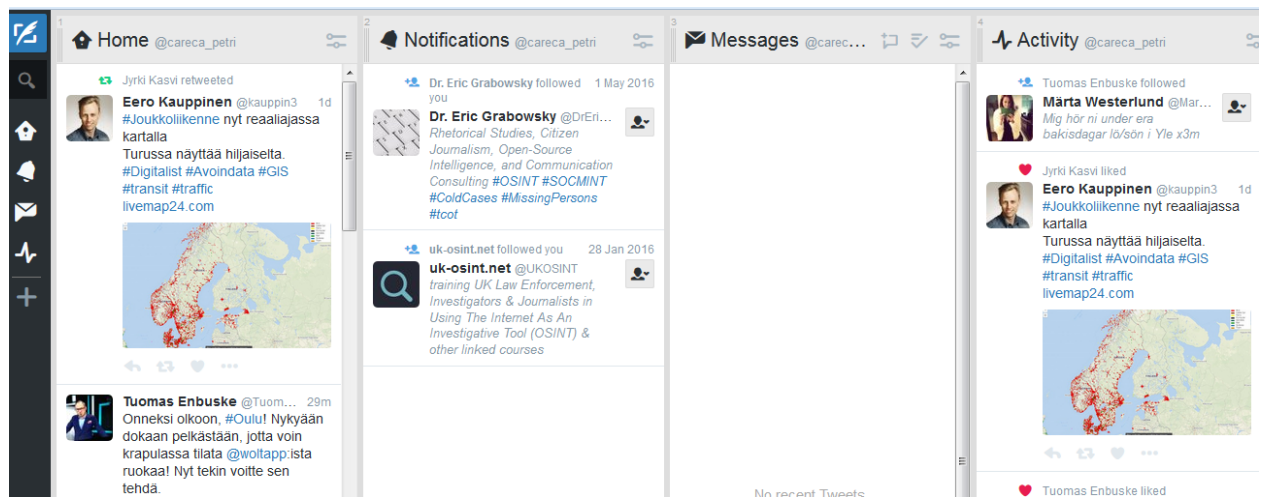 1
Home @careca_petri
Jyrki Kasvi retweeted
Eero Kauppinen @kauppin3 1d
#Joukkoliikenne nyt reaaliajassa
kartalla
Turussa näyttää hiljaiselta.
#Digitalist #Avoindata #GIS
#transit #traffic
livemap24.com
Tuomas Enbuske @Tuom... 29m
Onneksi olkoon, #Oulu! Nykyään
dokaan pelkästään, jotta voin
krapulassa tilata @woltapp:ista
ruokaa! Nyt tekin voitte sen
tehdä.
2
Notifications @careca_petri
Dr. Eric Grabowsky followed 1 May 2016
you
Dr. Eric Grabowsky @DrEri...
Rhetorical Studies, Citizen
Journalism, Open-Source
Intelligence, and Communication
Consulting #OSINT #SOCMINT
#ColdCases #MissingPersons
#tcot
uk-osint.net followed you 28 Jan 2016
uk-osint.net @UKOSINT
training UK Law Enforcement,
Investigators & Journalists in
Using The Internet As An
Investigative Tool (OSINT) &
other linked courses
3
Messages @carec...
No recent Tweets
4
Activity @careca_petri
Tuomas Enbuske followed
Märta Westerlund @Mar...
Mig hör ni under era
bakisdagar lö/sön i Yle x3m
Jyrki Kasvi liked
Eero Kauppinen @kauppin3 1d
#Joukkoliikenne nyt reaaliajassa
kartalla
Turussa näyttää hiljaiselta.
#Digitalist #Avoindata #GIS
#transit #traffic
livemap24.com
Tuomas Enbuske liked